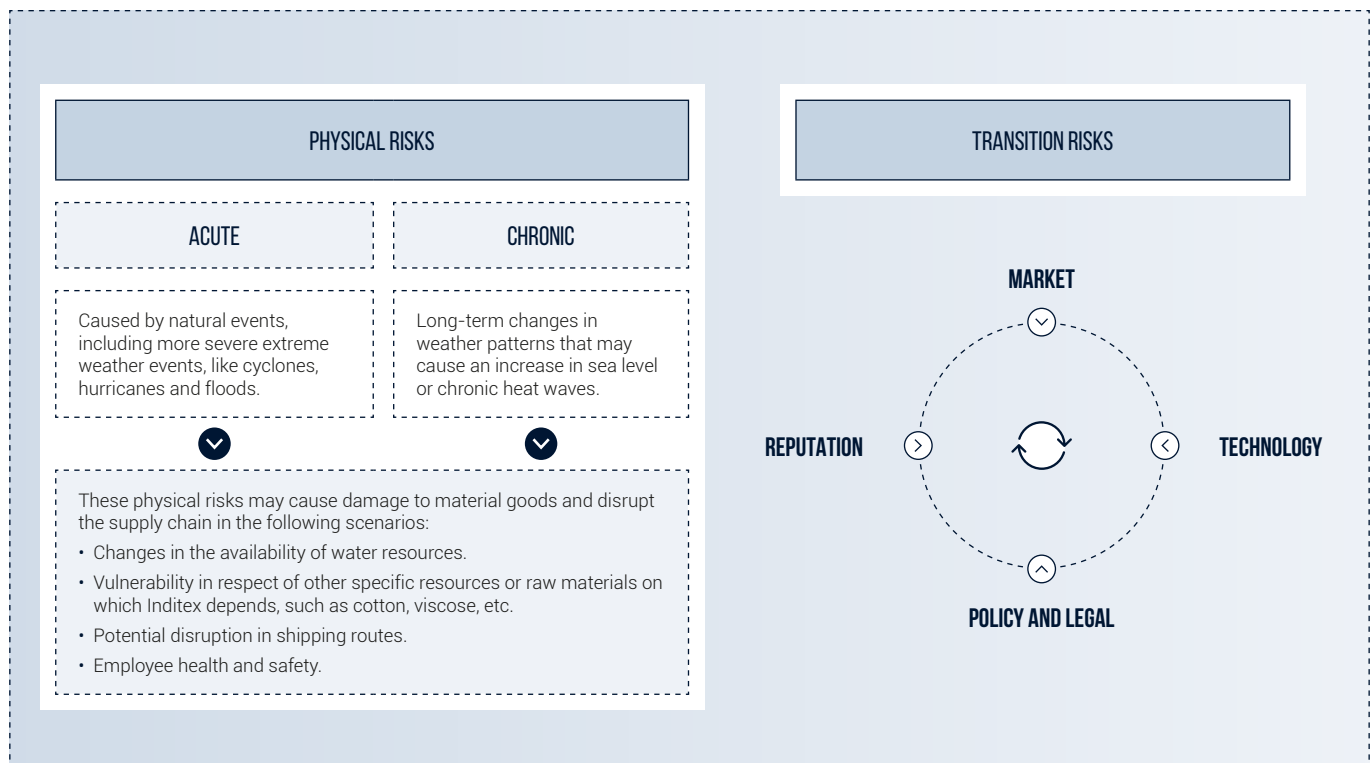 PHYSICAL RISKS
ACUTE
CHRONIC
Caused by natural events,
including more severe extreme
weather events, like cyclones,
hurricanes and floods.
Long-term changes in
weather patterns that may
cause an increase in sea level
or chronic heat waves.
These physical risks may cause damage to material goods and disrupt
the supply chain in the following scenarios:
• Changes in the availability of water resources.
• Vulnerability in respect of other specific resources or raw materials on
which Inditex depends, such as cotton, viscose, etc.
• Potential disruption in shipping routes.
• Employee health and safety.
TRANSITION RISKS
MARKET
REPUTATION
TECHNOLOGY
POLICY AND LEGAL